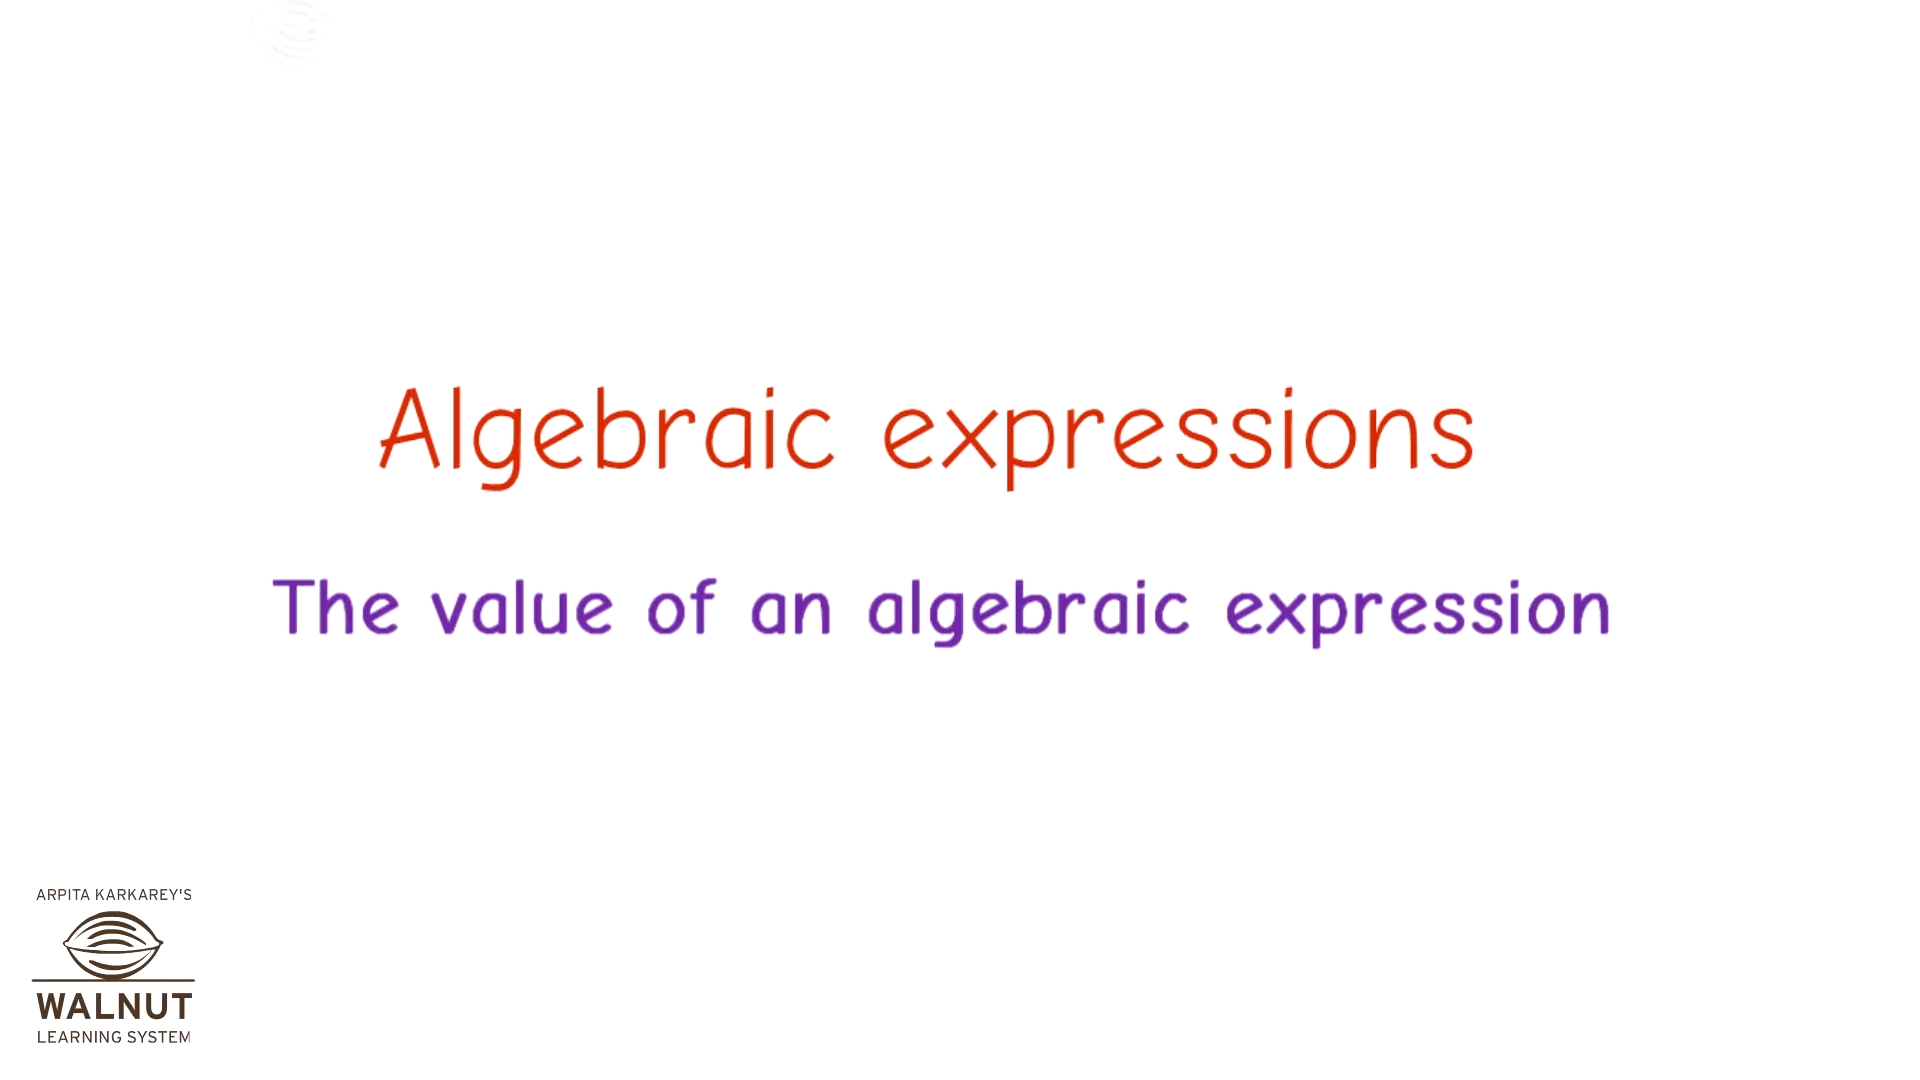 Algebraic expressions
The value of an algebraic expression
ARPITA KARKAREY'S
WALNUT
LEARNING SYSTEM